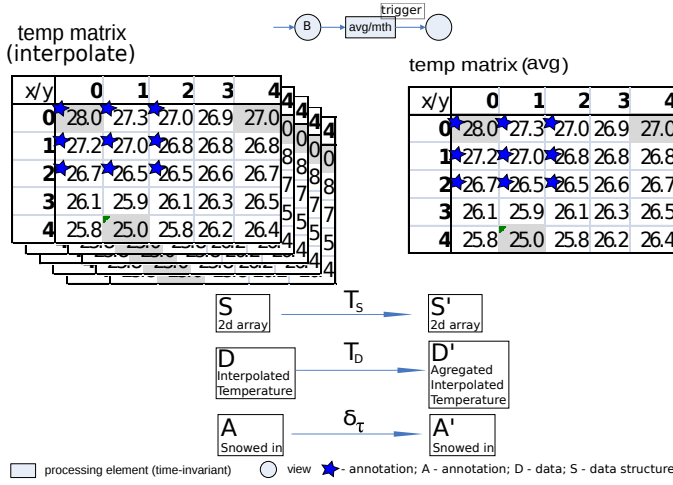 trigger
temp matrix
(interpolate)
B
avg/mth
temp matrix (avg)
x/y 0 1 2 3 4
0 28.0 27.3 27.0 26.9 27.0
1 27.2 27.0 26.8 26.8 26.8
2 26.7 26.5 26.5 26.6 26.7
3 26.1 25.9 26.1 26.3 26.5
4 25.8 25.0 25.8 26.2 26.4
x/y 0 1 2 3 4
0 28.0 27.3 27.0 26.9 27.0
1 27.2 27.0 26.8 26.8 26.8
2 26.7 26.5 26.5 26.6 26.7
3 26.1 25.9 26.1 26.3 26.5
4 25.8 25.0 25.8 26.2 26.4
S
2d array
T_S
S'
2d array
D
Interpolated
Temperature
T_D
D'
Agregated
Interpolated
Temperature
A
Snowed in
δ_τ
A'
Snowed in
processing element (time-invariant)
view
- annotation; A - annotation; D - data; S - data structure